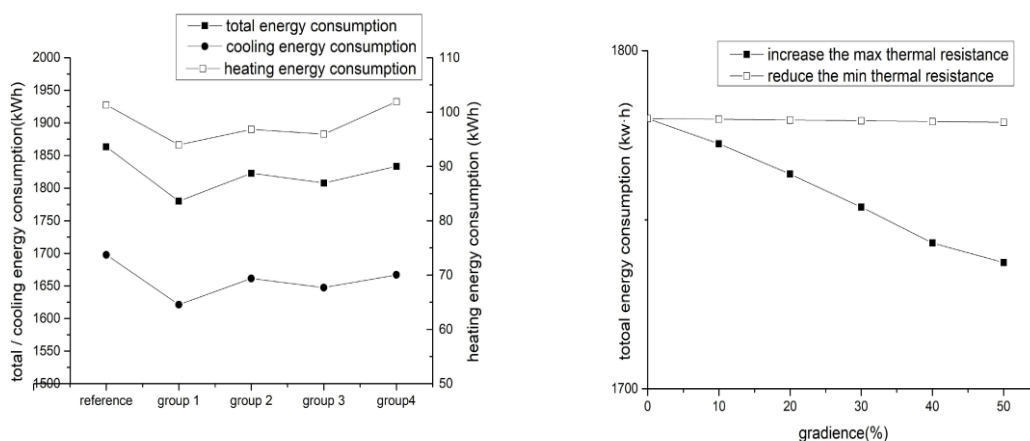 total energy consumption
cooling energy consumption
heating energy consumption
total / cooling energy consumption(kWh)
2000
1950
1900
1850
1800
1750
1700
1650
1600
1550
1500
110
100
90
80
70
60
50
heating energy consumption (kWh)
reference group 1 group 2 group 3 group4
increase the max thermal resistance
reduce the min thermal resistance
totoal energy consumption (kw·h)
1800
1700
0 10 20 30 40 50
gradience(%)